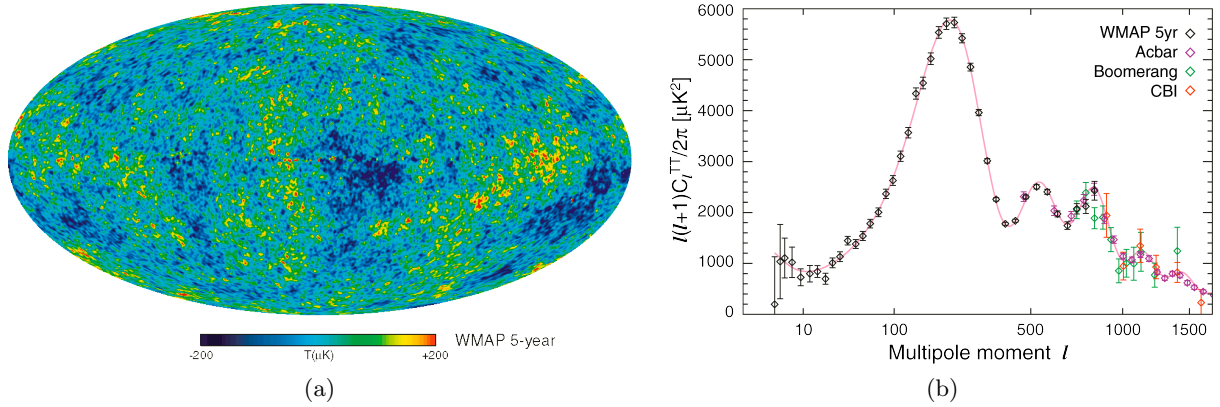 -200
T(μK)
+200
WMAP 5-year
(a)
6000
5000
4000
3000
2000
1000
0
l(l+1)C_l^TT/2π [μK²]
WMAP 5yr
Acbar
Boomerang
CBI
10
100
500
1000
1500
Multipole moment l
(b)